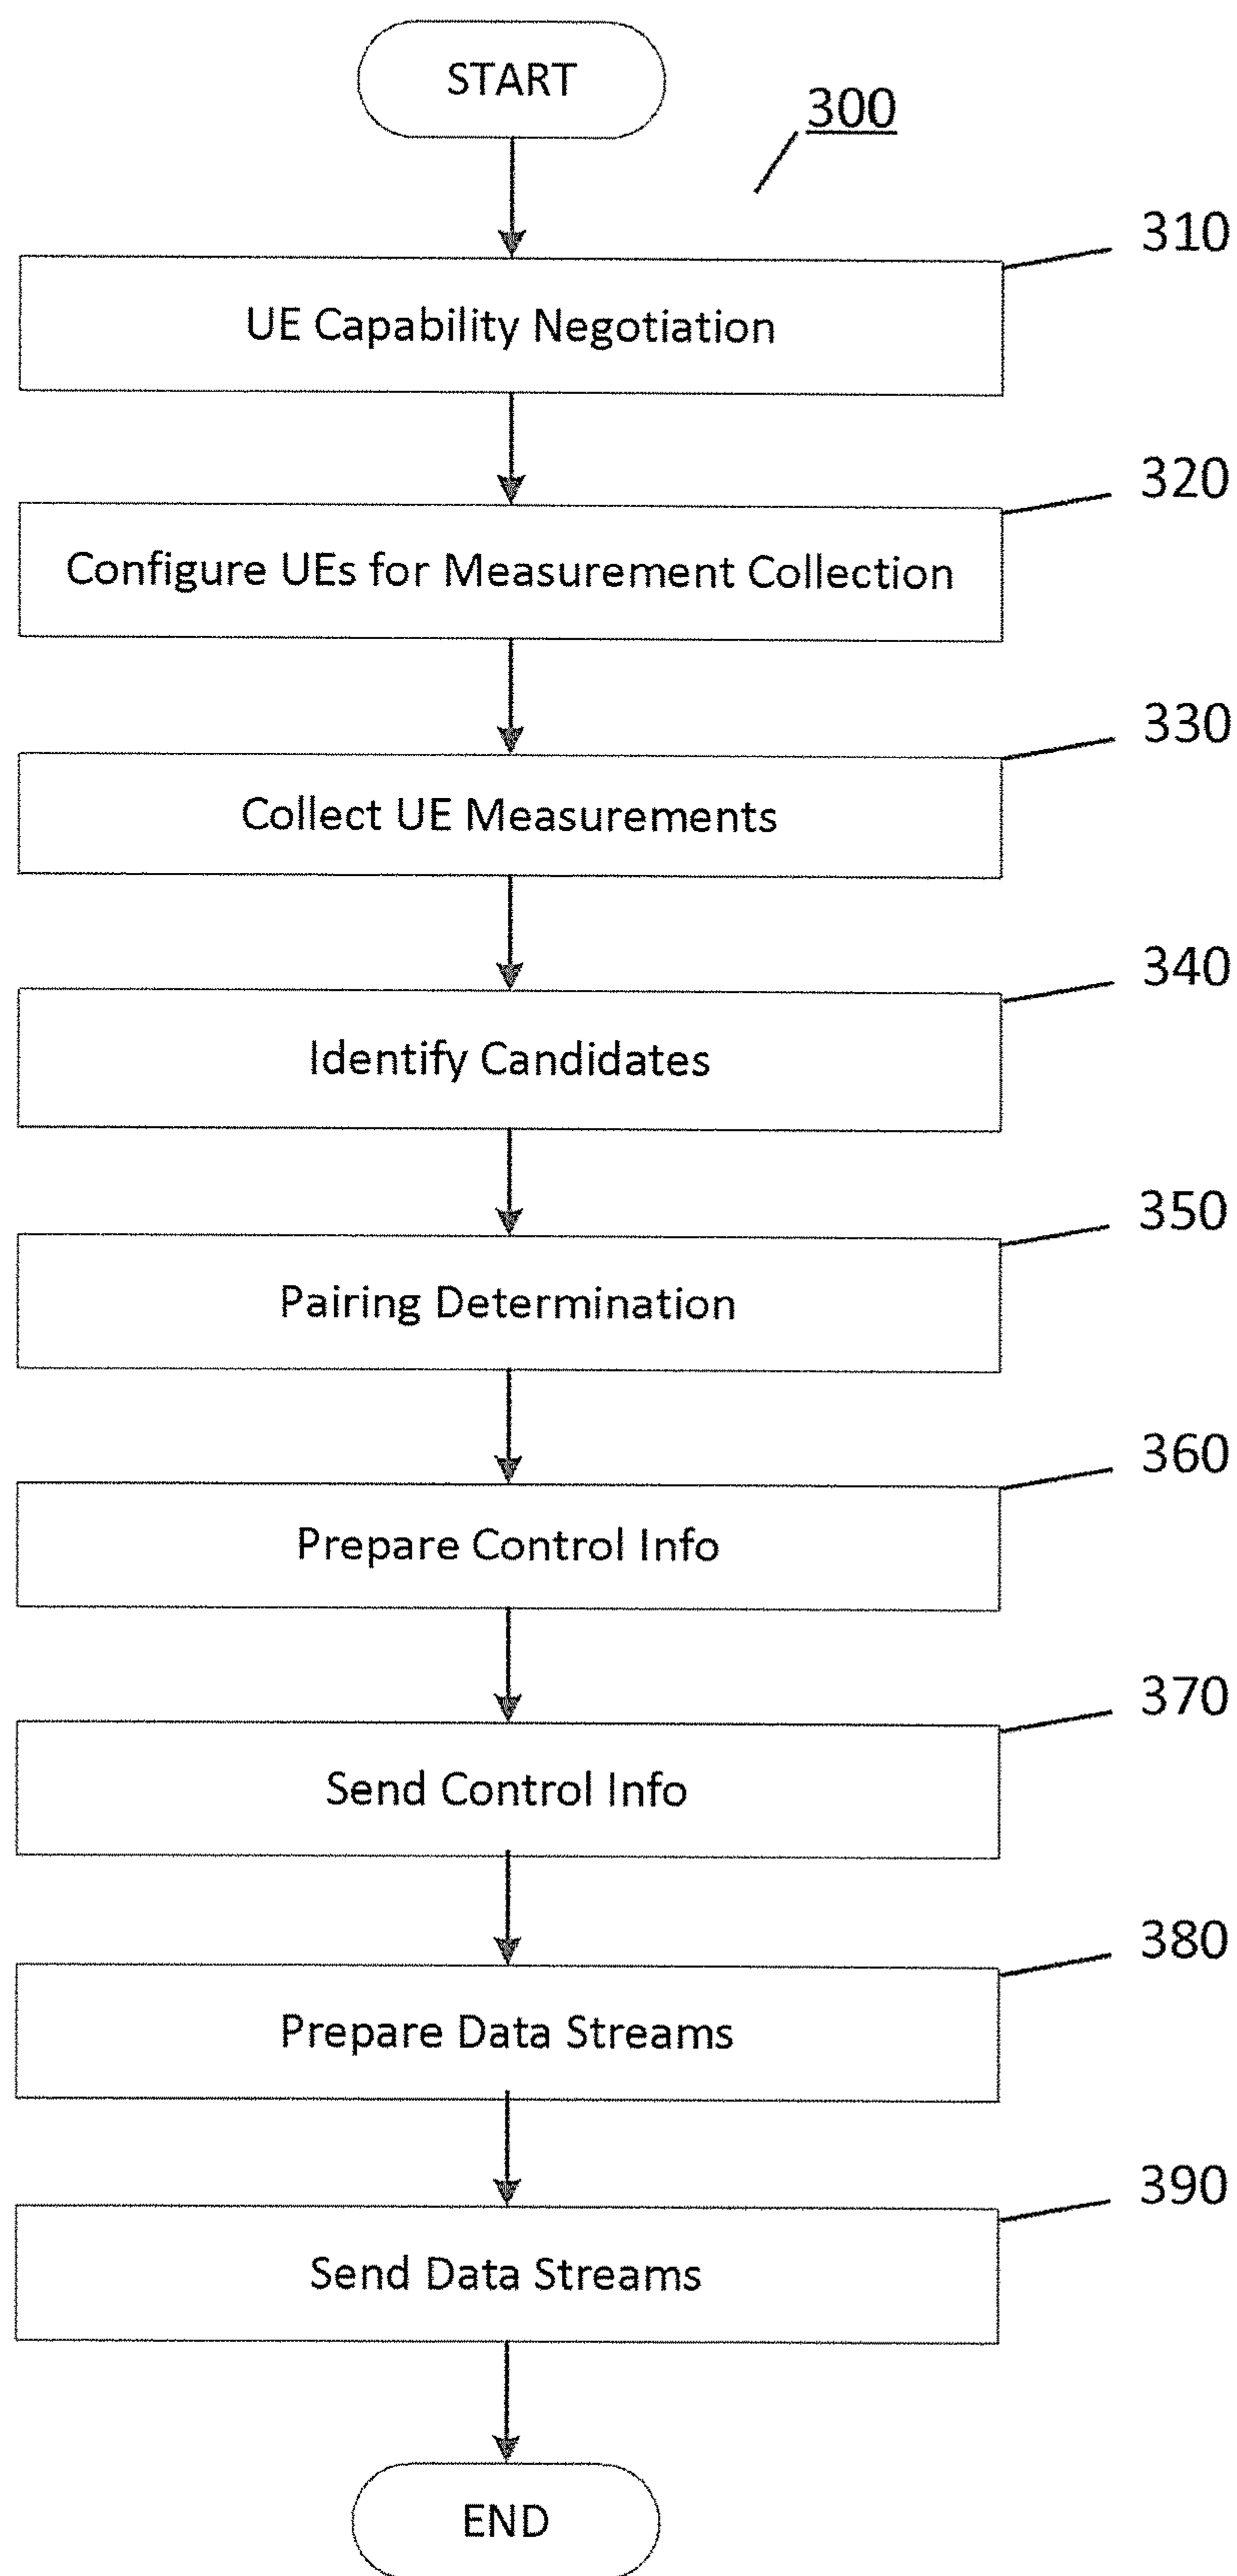 START
300
310
UE Capability Negotiation
320
Configure UEs for Measurement Collection
330
Collect UE Measurements
340
Identify Candidates
350
Pairing Determination
360
Prepare Control Info
370
Send Control Info
380
Prepare Data Streams
390
Send Data Streams
END